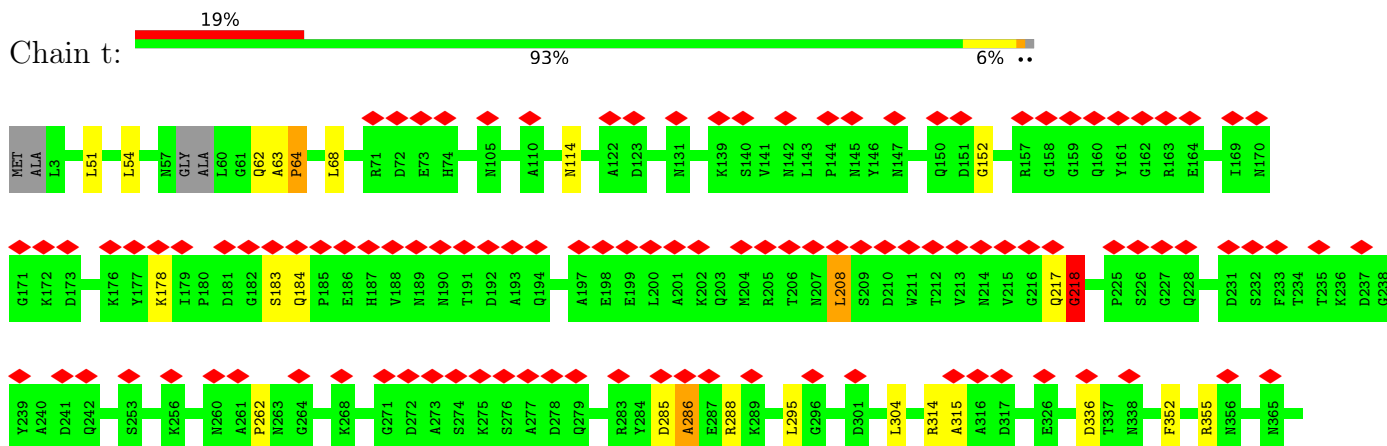 19%
Chain t:
93% 6% ••
MET ALA L3 L51 L54 N57 GLY ALA L60 G61 Q62 A63 P64 L68 R71 D72 E73 H74 N105 A110 N114 A122 D123 N131 K139 S140 V141 N142 L143 P144 N145 Y146 N147 Q150 D151 G152 R157 G158 G159 Q160 Y161 G162 R163 E164 I169 N170
G171 K172 D173 K176 Y177 K178 I179 P180 D181 G182 S183 Q184 P185 E186 H187 V188 N189 N190 T191 D192 A193 Q194 A197 E198 E199 L200 A201 K202 Q203 M204 R205 T206 N207 L208 S209 D210 W211 T212 V213 N214 V215 G216 Q217 G218 P225 S226 G227 Q228 D231 S232 F233 T234 T235 K236 D237 G238
Y239 A240 D241 Q242 S253 K256 N260 A261 P262 N263 G264 K268 G271 D272 A273 S274 K275 S276 A277 D278 Q279 R283 Y284 D285 A286 E287 R288 K289 L295 G296 D301 L304 R314 A315 A316 D317 E326 D336 T337 N338 F352 R355 N356 N365